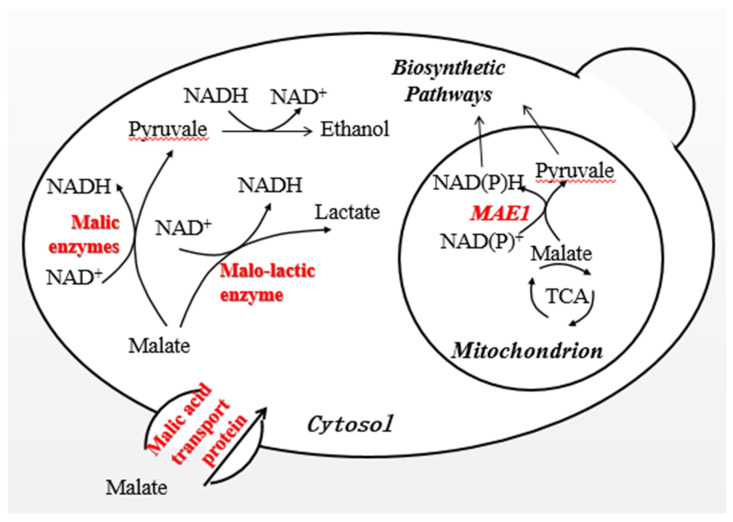 Biosynthetic
Pathways
NADH
NAD+
Pyruvale
Ethanol
NADH
Malic
enzymes
NAD+
NADH
NAD+
Lactate
Malo-lactic
enzyme
Malate
NAD(P)H
Pyruvale
MAE1
NAD(P)+
Malate
TCA
Mitochondrion
Malic acid
transport
protein
Cytosol
Malate